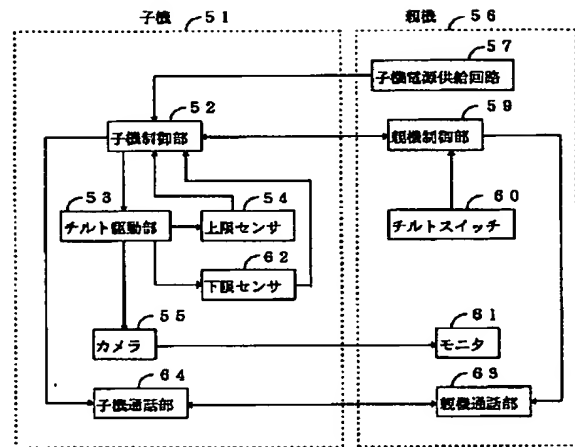 子機 51
親機 56
57
子機電源供給回路
52
子機制御部
59
親機制御部
53
チルト駆動部
54
上限センサ
60
チルトスイッチ
62
下限センサ
55
カメラ
61
モニタ
64
子機通話部
63
親機通話部